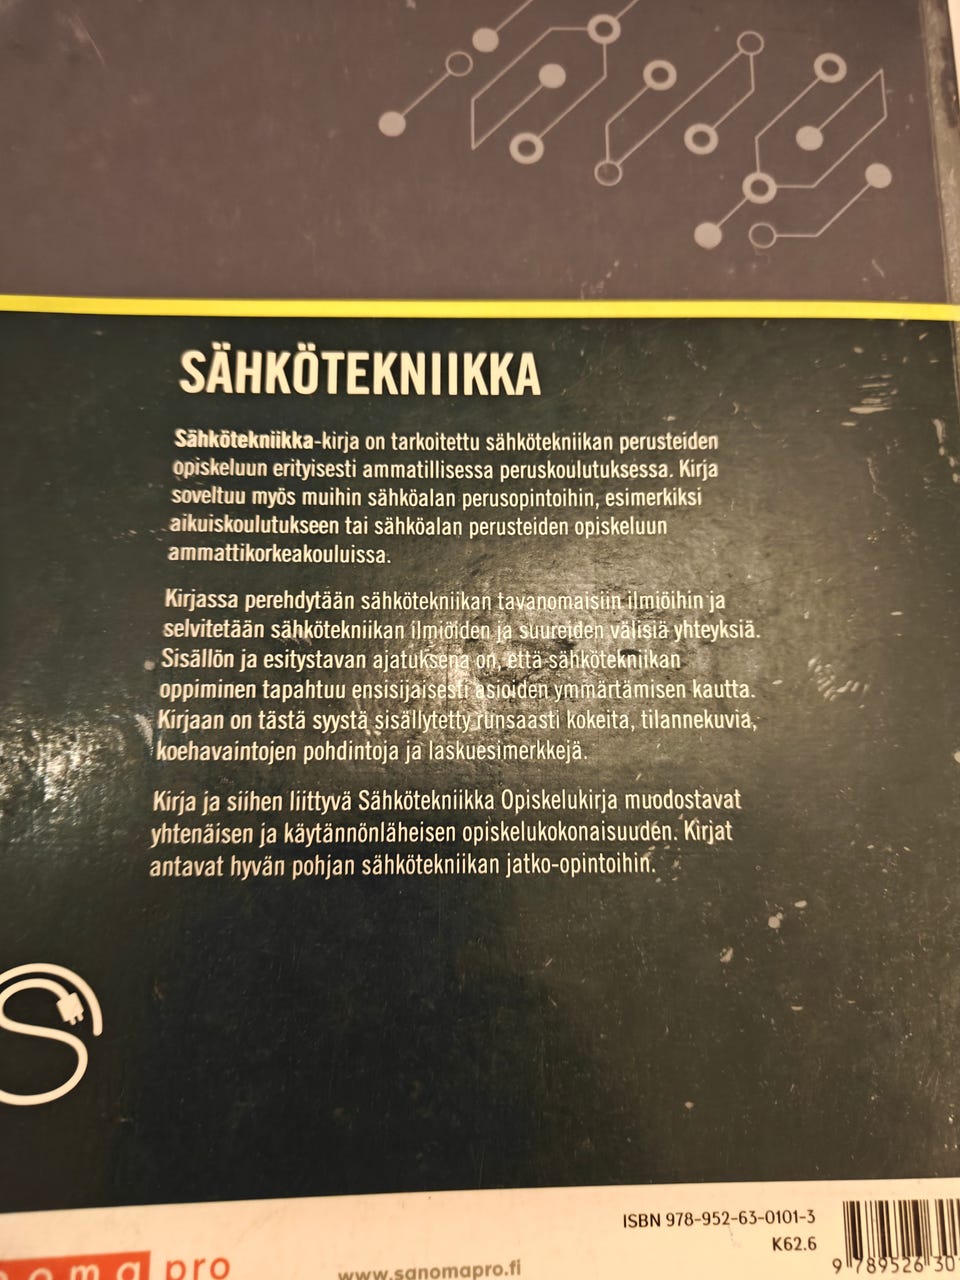 SÄHKÖTEKNIIKKA
Sähkötekniikka-kirja on tarkoitettu sähkötekniikan perusteiden
opiskeluun erityisesti ammatillisessa peruskoulutuksessa. Kirja
soveltuu myös muihin sähköalan perusopintoihin, esimerkiksi
aikuiskoulutukseen tai sähköalan perusteiden opiskeluun
ammattikorkeakouluissa.
Kirjassa perehdytään sähkötekniikan tavanomaisiin ilmiöihin ja
selvitetään sähkötekniikan ilmiöiden ja suureiden välisiä yhteyksiä.
Sisällön ja esitystavan ajatuksena on, että sähkötekniikan
oppiminen tapahtuu ensisijaisesti asioiden ymmärtämisen kautta.
Kirjaan on tästä syystä sisällytetty runsaasti kokeita, tilannekuvia,
koehavaintojen pohdintoja ja laskuesimerkkejä.
Kirja ja siihen liittyvä Sähkötekniikka Opiskelukirja muodostavat
yhtenäisen ja käytännönläheisen opiskelukokonaisuuden. Kirjat
antavat hyvän pohjan sähkötekniikan jatko-opintoihin.
ISBN 978-952-63-0101-3
K62.6
9 789526 30
oma pro
www.sanomapro.fi